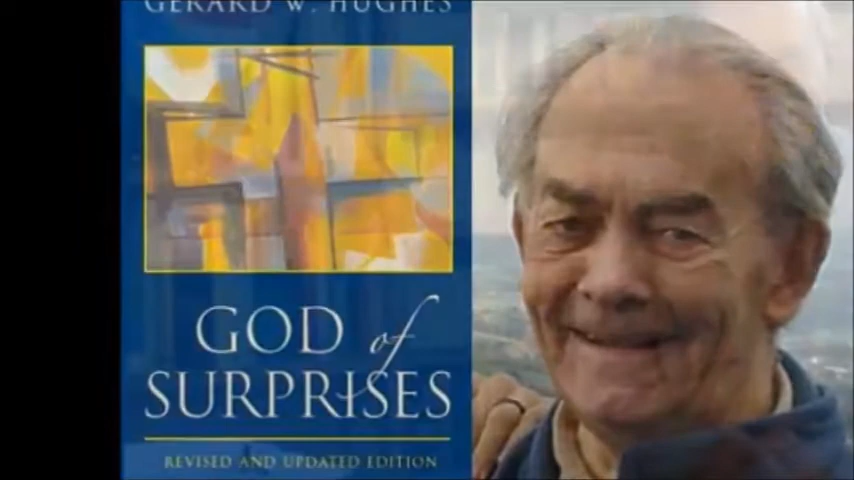 GERARD W. HUGHES
GOD of
SURPRISES
REVISED AND UPDATED EDITION